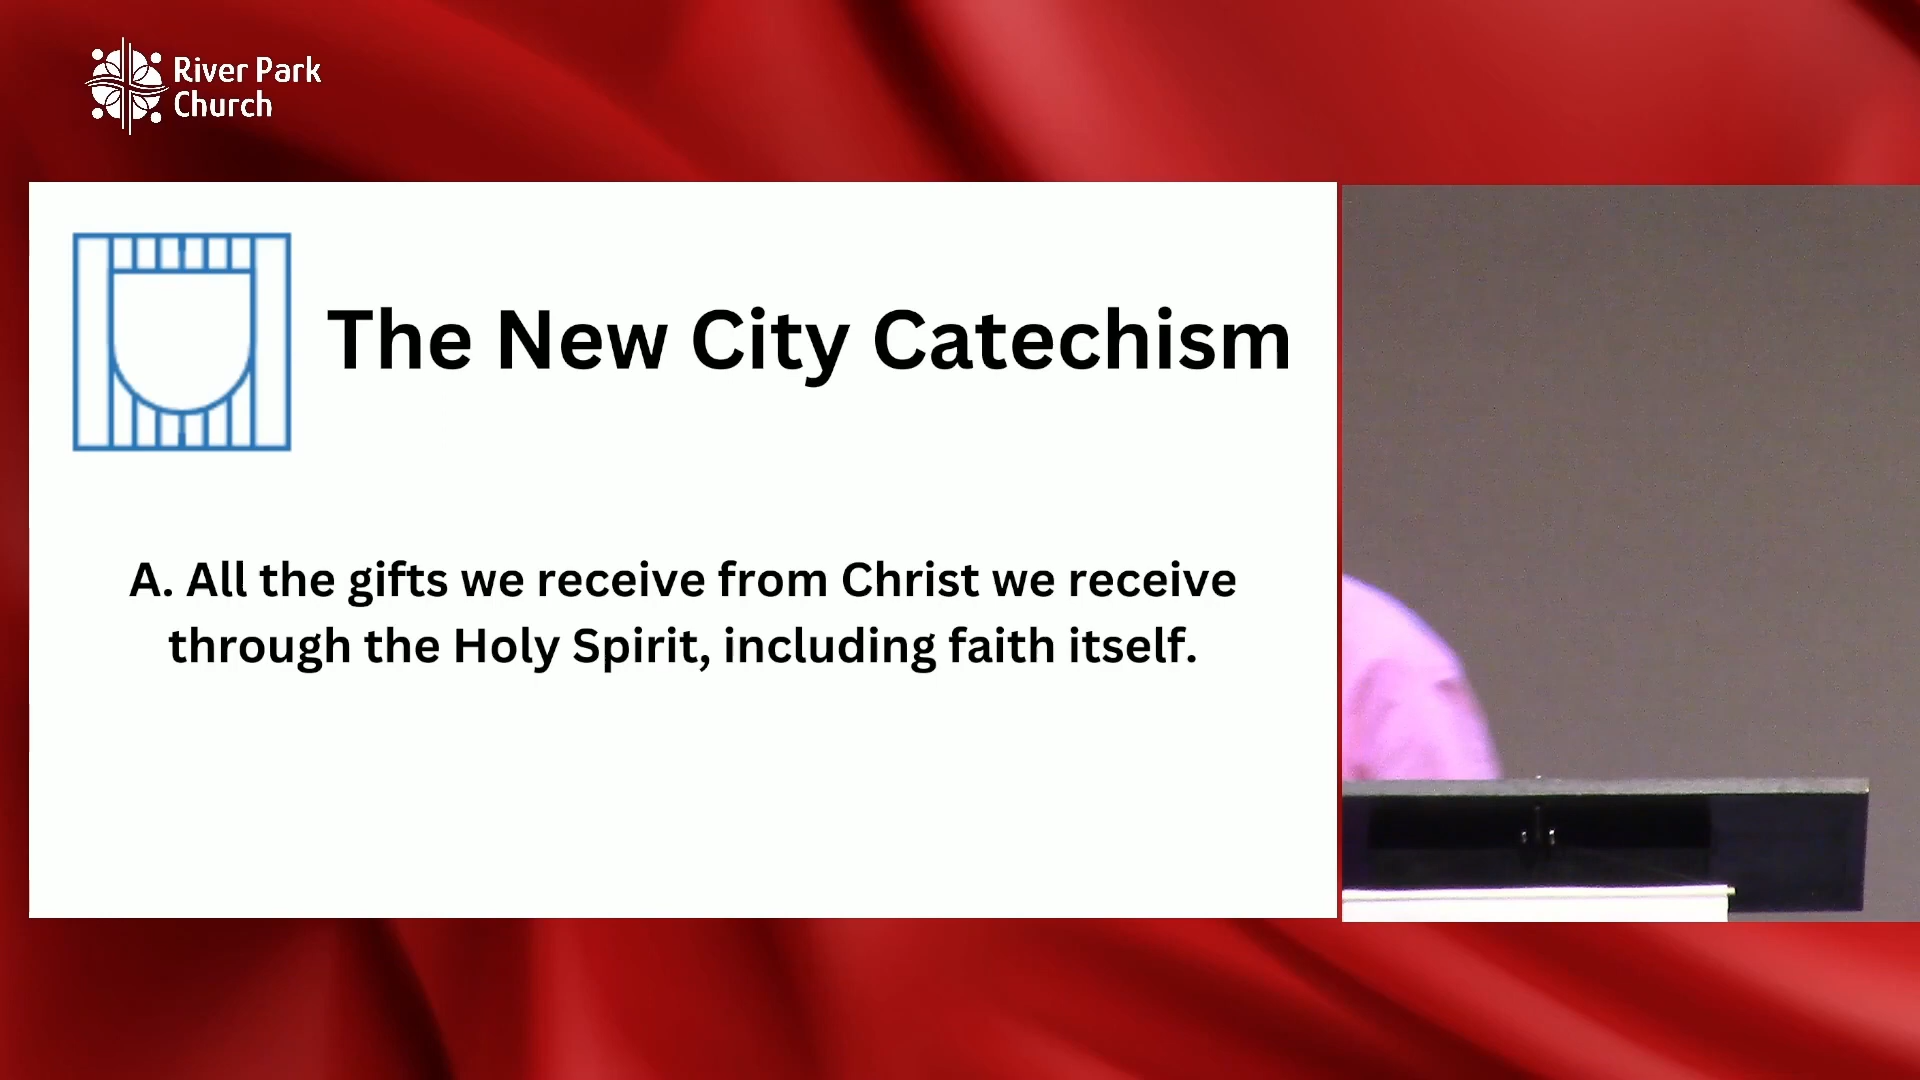 River Park
Church
The New City Catechism
A. All the gifts we receive from Christ we receive
through the Holy Spirit, including faith itself.